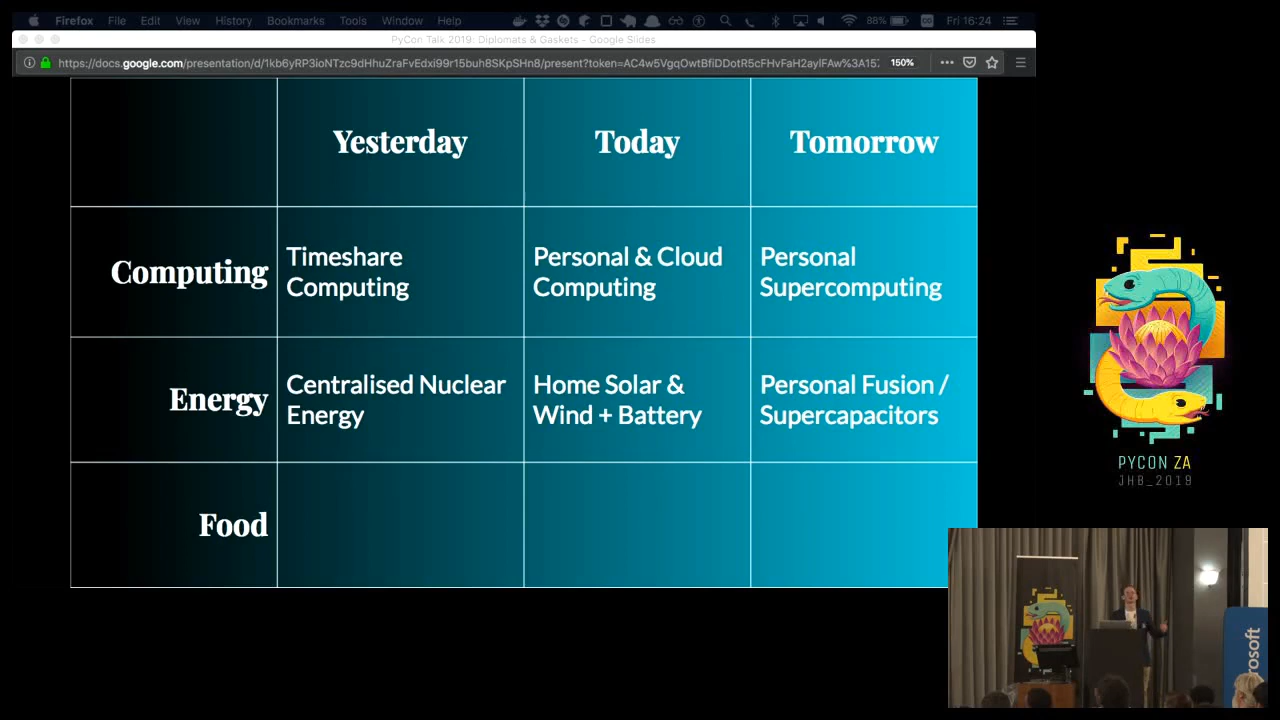 Firefox File Edit View History Bookmarks Tools Window Help 88% Fri 16:24
PyCon Talk 2019: Diplomats & Gaskets - Google Slides
https://docs.google.com/presentation/d/1kb6yRP3ioNTzc9dHhuZraFvEdxi99r15buh8SKpSHn8/present?token=AC4w5VgqOwtBfiDDotR5cFHvFaH2aylFAw%3A15 150%
Yesterday Today Tomorrow
Computing
Timeshare
Computing
Personal & Cloud
Computing
Personal
Supercomputing
Energy
Centralised Nuclear
Energy
Home Solar &
Wind + Battery
Personal Fusion /
Supercapacitors
Food
PYCON ZA
JHB_2019
rosoft